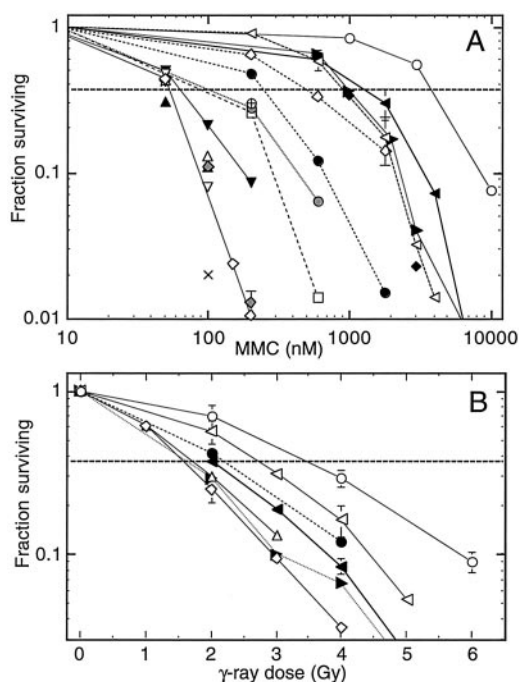 A
1
0.1
0.01
Fraction surviving
10
100
1000
10000
MMC (nM)
B
1
0.1
Fraction surviving
0
1
2
3
4
5
6
γ-ray dose (Gy)